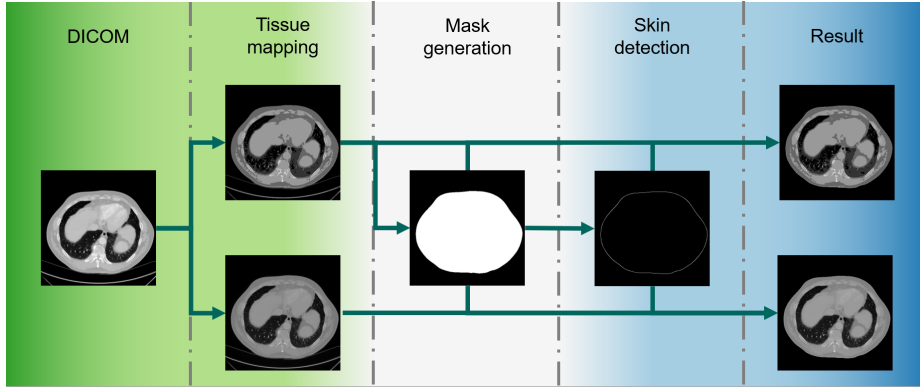 DICOM
Tissue
mapping
Mask
generation
Skin
detection
Result